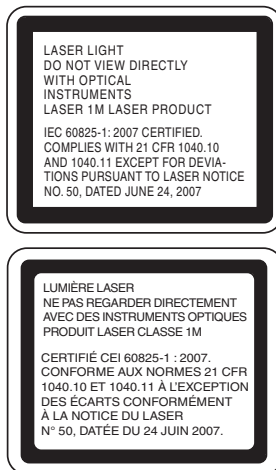 LASER LIGHT
DO NOT VIEW DIRECTLY
WITH OPTICAL
INSTRUMENTS
LASER 1M LASER PRODUCT
IEC 60825-1: 2007 CERTIFIED.
COMPLIES WITH 21 CFR 1040.10
AND 1040.11 EXCEPT FOR DEVIA-
TIONS PURSUANT TO LASER NOTICE
NO. 50, DATED JUNE 24, 2007
LUMIÈRE LASER
NE PAS REGARDER DIRECTEMENT
AVEC DES INSTRUMENTS OPTIQUES
PRODUIT LASER CLASSE 1M
CERTIFIÉ CEI 60825-1 : 2007.
CONFORME AUX NORMES 21 CFR
1040.10 ET 1040.11 À L'EXCEPTION
DES ÉCARTS CONFORMÉMENT
À LA NOTICE DU LASER
N° 50, DATÉE DU 24 JUIN 2007.